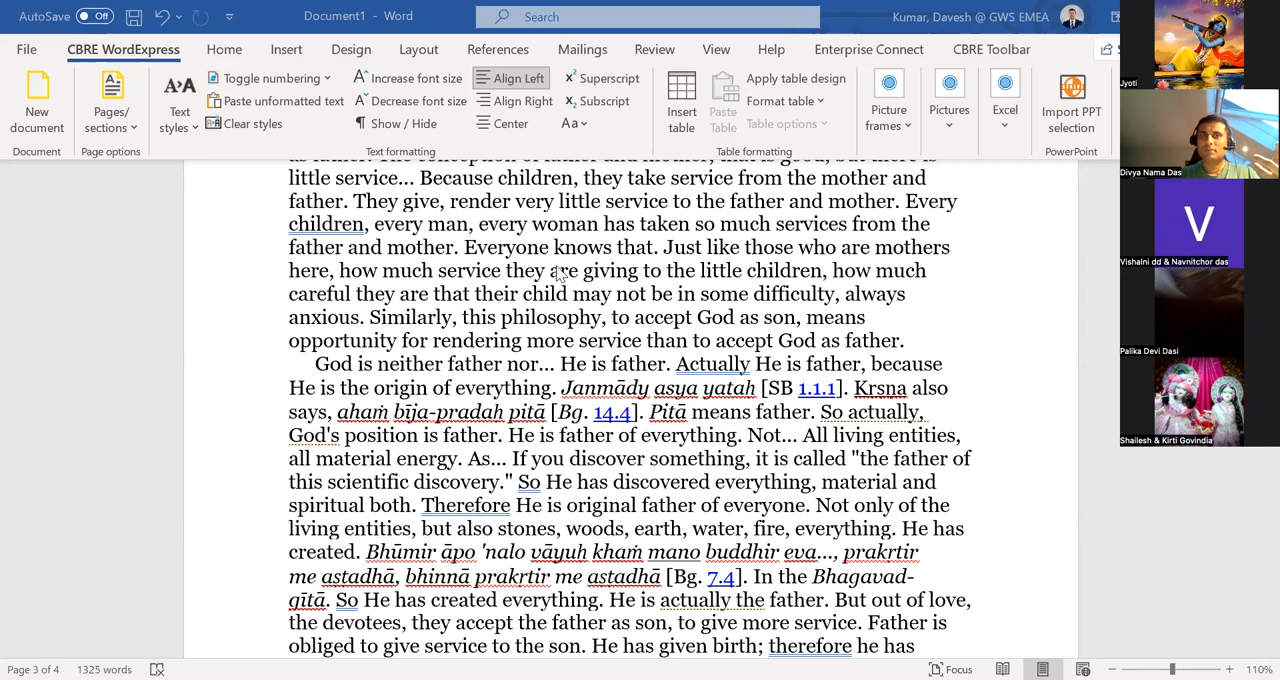 AutoSave Off Document1 - Word Search Kumar, Davesh @ GWS EMEA
File CBRE WordExpress Home Insert Design Layout References Mailings Review View Help Enterprise Connect CBRE Toolbar
New document
Pages/ sections
Text styles
Toggle numbering
Paste unformatted text
Clear styles
Increase font size
Decrease font size
Show / Hide
Align Left
Align Right
Center
Superscript
Subscript
Aa
Insert table
Paste Table
Apply table design
Format table
Table options
Picture frames
Pictures
Excel
Import PPT selection
Document Page options Text formatting Table formatting PowerPoint
little service... Because children, they take service from the mother and
father. They give, render very little service to the father and mother. Every
children, every man, every woman has taken so much services from the
father and mother. Everyone knows that. Just like those who are mothers
here, how much service they are giving to the little children, how much
careful they are that their child may not be in some difficulty, always
anxious. Similarly, this philosophy, to accept God as son, means
opportunity for rendering more service than to accept God as father.
God is neither father nor... He is father. Actually He is father, because
He is the origin of everything. Janmādy asya yatah [SB 1.1.1]. Krsna also
says, ahaṁ bīja-pradah pitā [Bg. 14.4]. Pitā means father. So actually,
God's position is father. He is father of everything. Not... All living entities,
all material energy. As... If you discover something, it is called "the father of
this scientific discovery." So He has discovered everything, material and
spiritual both. Therefore He is original father of everyone. Not only of the
living entities, but also stones, woods, earth, water, fire, everything. He has
created. Bhūmir āpo 'nalo vāyuh khaṁ mano buddhir eva..., prakrtir
me astadhā, bhinnā prakrtir me astadhā [Bg. 7.4]. In the Bhagavad-
gītā. So He has created everything. He is actually the father. But out of love,
the devotees, they accept the father as son, to give more service. Father is
obliged to give service to the son. He has given birth; therefore he has
Jyoti
Divya Nama Das
V
Vishalni dd & Navnitchor das
Palika Devi Dasi
Shailesh & Kirti Govindia
Page 3 of 4 1325 words Focus 110%